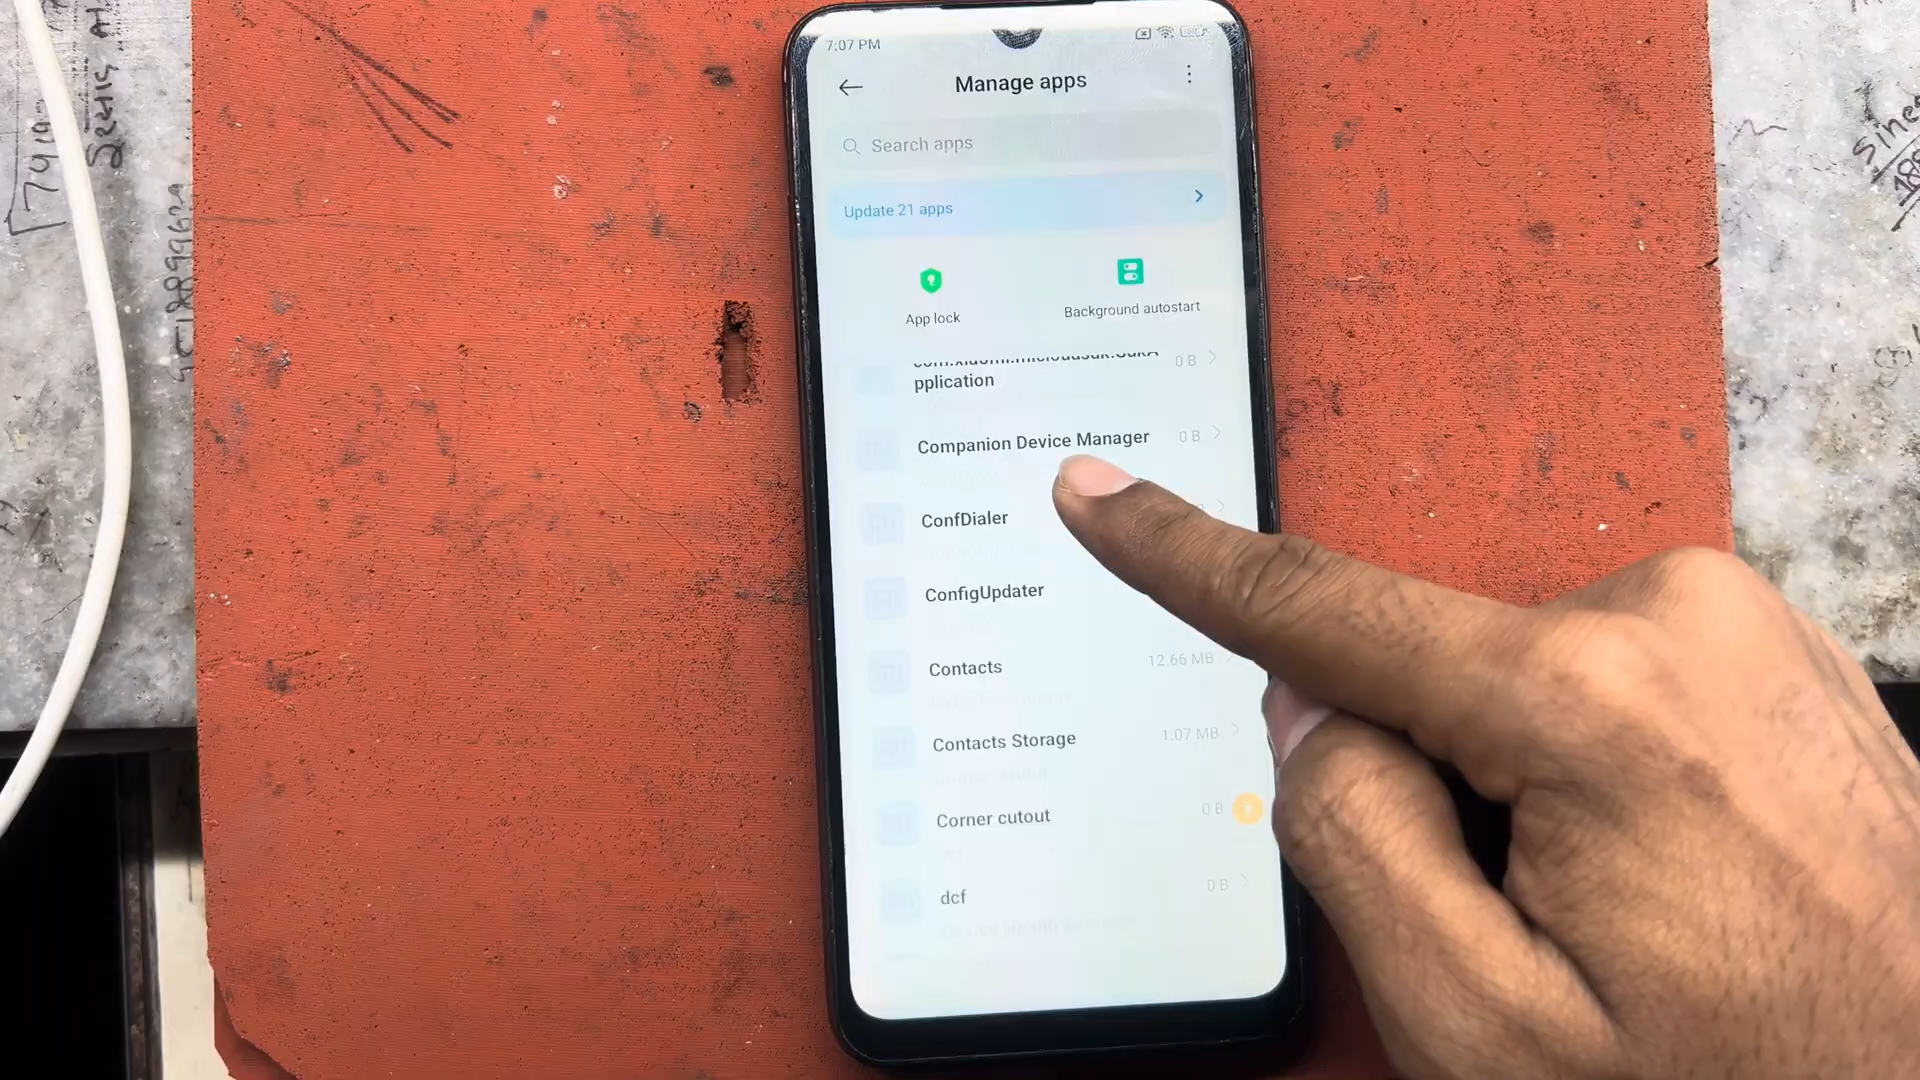 7:07 PM
Manage apps
Search apps
Update 21 apps
App lock
Background autostart
pplication
0 B
Companion Device Manager
0 B
ConfDialer
ConfigUpdater
Contacts
12.66 MB
Contacts Storage
1.07 MB
Corner cutout
0 B
dcf
0 B